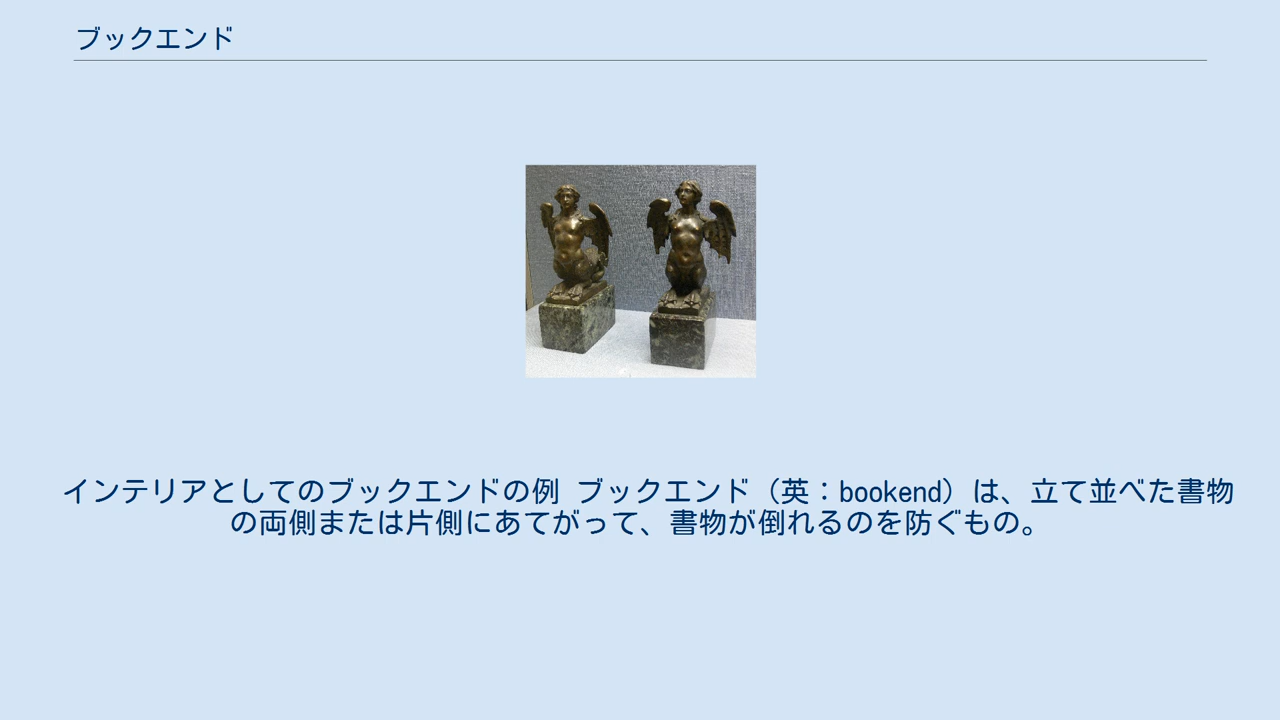 ブックエンド
インテリアとしてのブックエンドの例 ブックエンド（英：bookend）は、立て並べた書物
の両側または片側にあてがって、書物が倒れるのを防ぐもの。